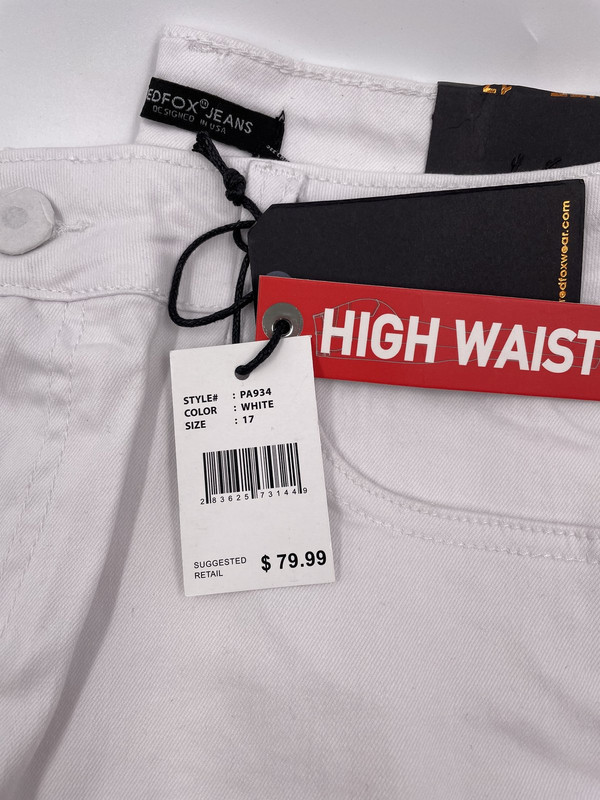 EDFOX JEANS
DESIGNED IN USA
redfoxwear.com
HIGH WAIST
STYLE# : PA934
COLOR : WHITE
SIZE : 17
2 83625 73144 9
SUGGESTED
RETAIL
$ 79.99